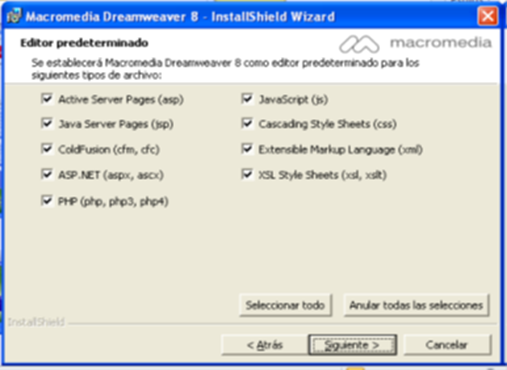 Macromedia Dreamweaver 8 - InstallShield Wizard
Editor predeterminado
macromedia
Se establecerá Macromedia Dreamweaver 8 como editor predeterminado para los
siguientes tipos de archivo:
Active Server Pages (asp)
JavaScript (js)
Java Server Pages (jsp)
Cascading Style Sheets (css)
ColdFusion (cfm, cfc)
Extensible Markup Language (xml)
ASP.NET (aspx, ascx)
XSL Style Sheets (xsl, xslt)
PHP (php, php3, php4)
Seleccionar todo
Anular todas las selecciones
InstallShield
< Atrás
Siguiente >
Cancelar